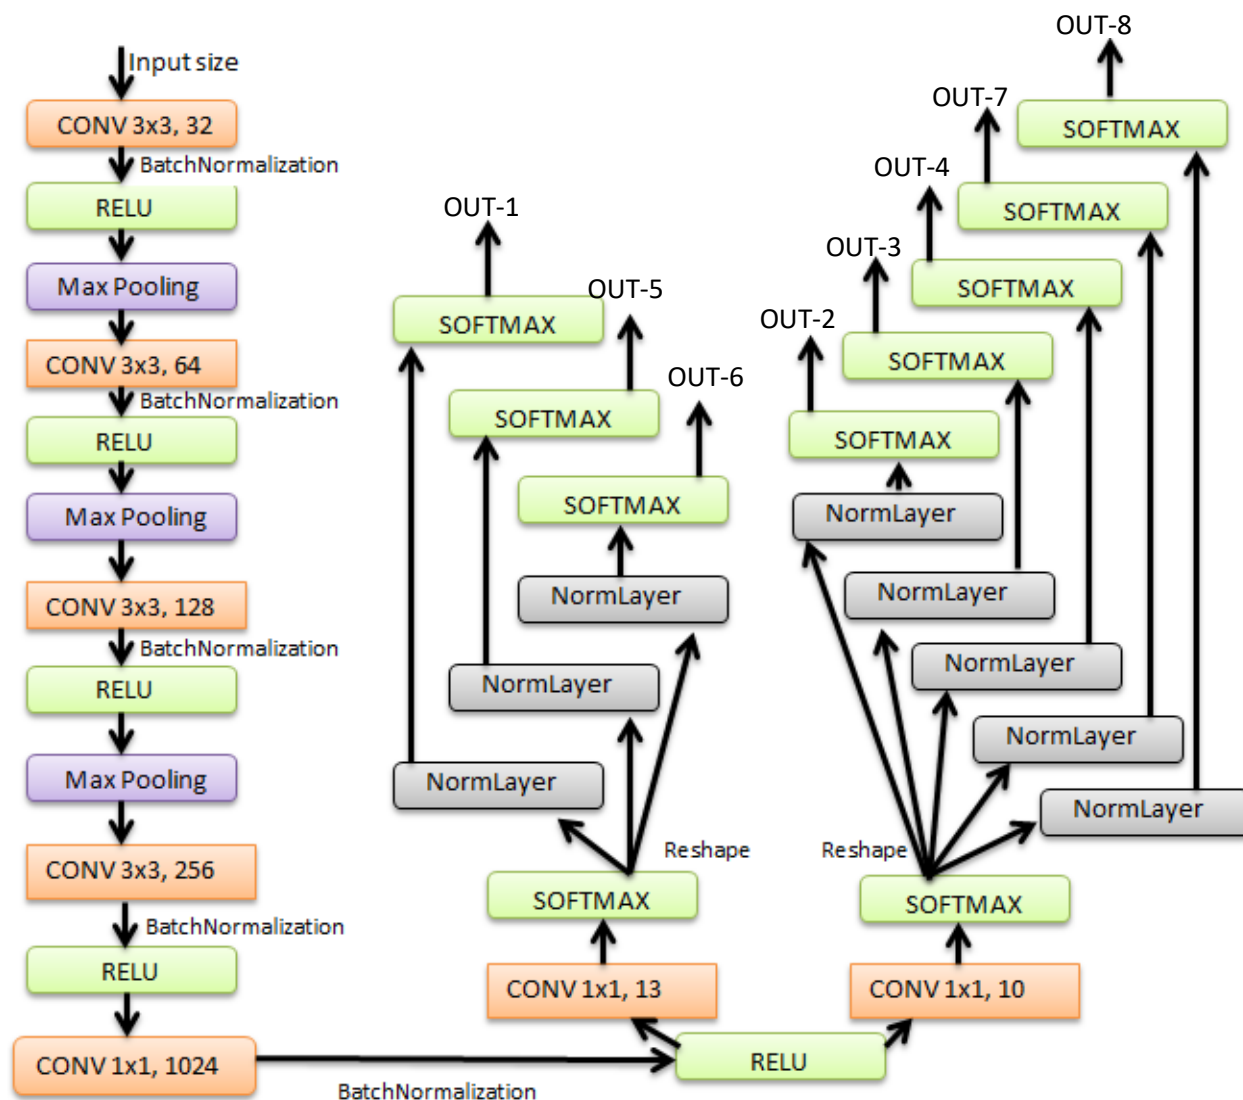 Input size
CONV 3x3, 32
BatchNormalization
RELU
Max Pooling
CONV 3x3, 64
BatchNormalization
RELU
Max Pooling
CONV 3x3, 128
BatchNormalization
RELU
Max Pooling
CONV 3x3, 256
BatchNormalization
RELU
CONV 1x1, 1024
BatchNormalization
RELU
OUT-1
SOFTMAX
OUT-5
SOFTMAX
OUT-6
SOFTMAX
NormLayer
NormLayer
NormLayer
Reshape
SOFTMAX
CONV 1x1, 13
OUT-8
SOFTMAX
OUT-7
SOFTMAX
OUT-4
SOFTMAX
OUT-3
SOFTMAX
OUT-2
SOFTMAX
NormLayer
NormLayer
NormLayer
NormLayer
NormLayer
Reshape
SOFTMAX
CONV 1x1, 10